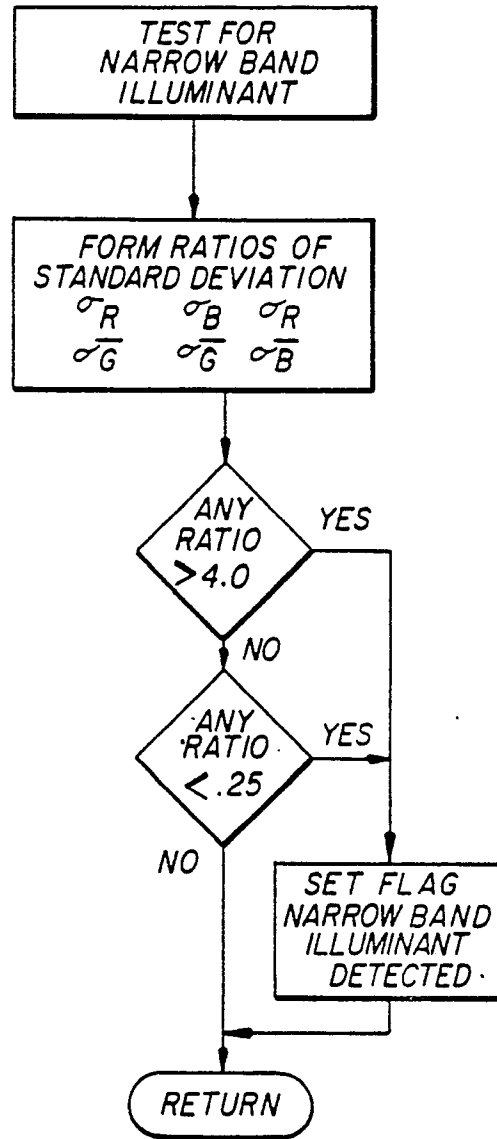 TEST FOR
NARROW BAND
ILLUMINANT
FORM RATIOS OF
STANDARD DEVIATION
σR σB σR
σG σG σB
ANY
RATIO
>4.0
YES
NO
ANY
RATIO
<.25
YES
NO
SET FLAG
NARROW BAND
ILLUMINANT
DETECTED.
RETURN